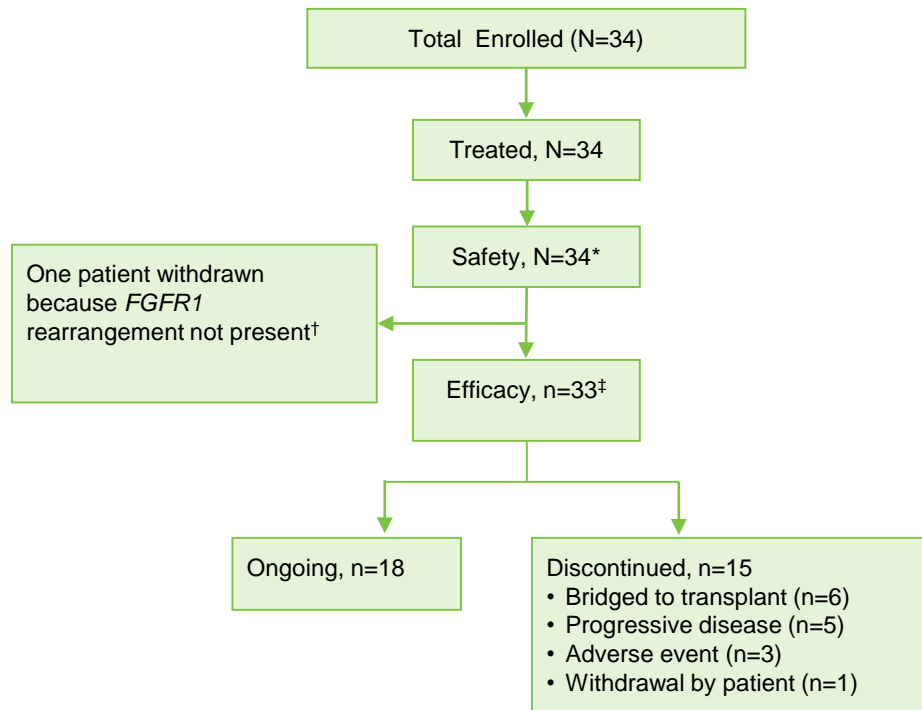 Total Enrolled (N=34)
Treated, N=34
Safety, N=34*
One patient withdrawn
because FGFR1
rearrangement not present†
Efficacy, n=33‡
Ongoing, n=18
Discontinued, n=15
• Bridged to transplant (n=6)
• Progressive disease (n=5)
• Adverse event (n=3)
• Withdrawal by patient (n=1)